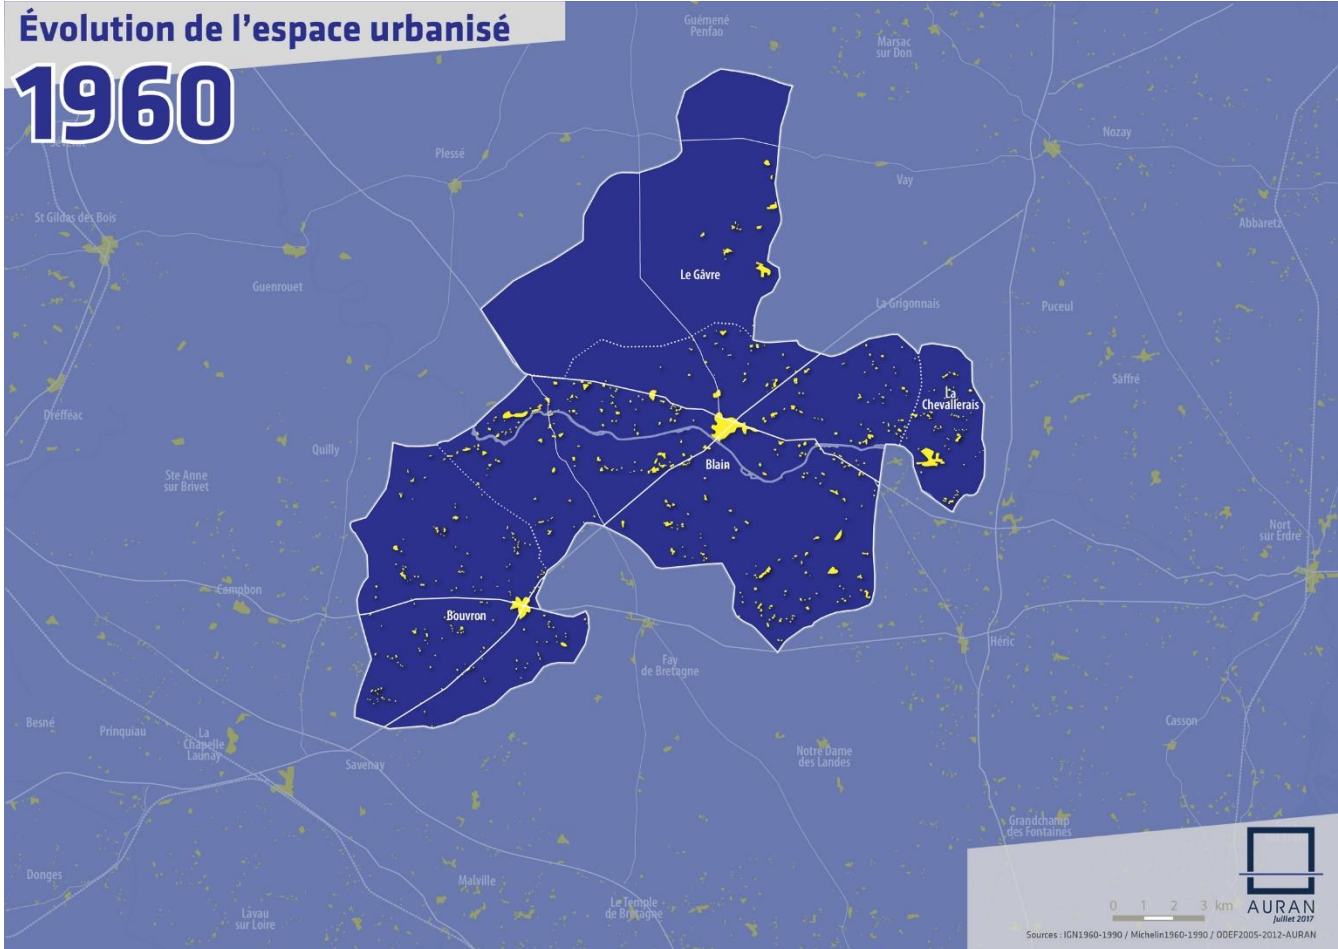 Évolution de l'espace urbanisé
1960
Guémené
Penfao
Marsac
sur Don
Nozay
Plessé
Vay
St Gildas des Bois
Abbaretz
Guenrouet
Le Gâvre
La Grigonnais
Puceul
Saffré
La
Chevallerais
Dréfféac
Quilly
Blain
Ste Anne
sur Brivet
Nort
sur Erdre
Campbon
Bouvron
Héric
Fay
de Bretagne
Besné
Prinquiau
La
Chapelle
Launay
Savenay
Casson
Notre Dame
des Landes
Grandchamp
des Fontaines
Donges
Malville
Le Temple
de Bretagne
Lavau
sur Loire
0 1 2 3 km
AURAN
Juillet 2017
Sources : IGN1960-1990 / Michelin1960-1990 / ODEF2005-2012-AURAN